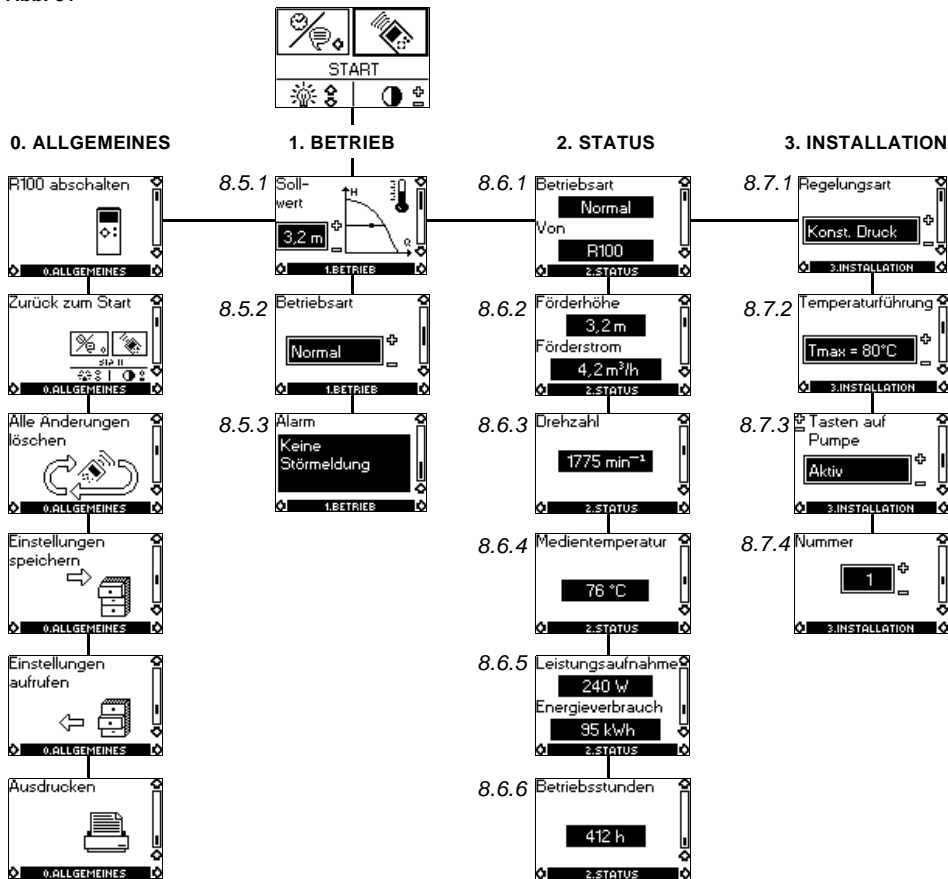 START
0. ALLGEMEINES
1. BETRIEB
2. STATUS
3. INSTALLATION
R100 abschalten
0.ALLGEMEINES
Zurück zum Start
START
0.ALLGEMEINES
Alle Änderungen
löschen
0.ALLGEMEINES
Einstellungen
speichern
0.ALLGEMEINES
Einstellungen
aufrufen
0.ALLGEMEINES
Ausdrucken
0.ALLGEMEINES
8.5.1
Soll-
wert
H
3,2 m
+
−
Q
1.BETRIEB
8.5.2
Betriebsart
Normal
+
−
1.BETRIEB
8.5.3
Alarm
Keine
Störmeldung
1.BETRIEB
8.6.1
Betriebsart
Normal
Von
R100
2.STATUS
8.6.2
Förderhöhe
3,2 m
Förderstrom
4,2 m³/h
2.STATUS
8.6.3
Drehzahl
1775 min⁻¹
2.STATUS
8.6.4
Medientemperatur
76 °C
2.STATUS
8.6.5
Leistungsaufnahme
240 W
Energieverbrauch
95 kWh
2.STATUS
8.6.6
Betriebsstunden
412 h
2.STATUS
8.7.1
Regelungsart
Konst. Druck
+
−
3.INSTALLATION
8.7.2
Temperaturführung
Tmax = 80°C
+
−
3.INSTALLATION
8.7.3
Tasten auf
Pumpe
Aktiv
+
−
3.INSTALLATION
8.7.4
Nummer
1
+
−
3.INSTALLATION